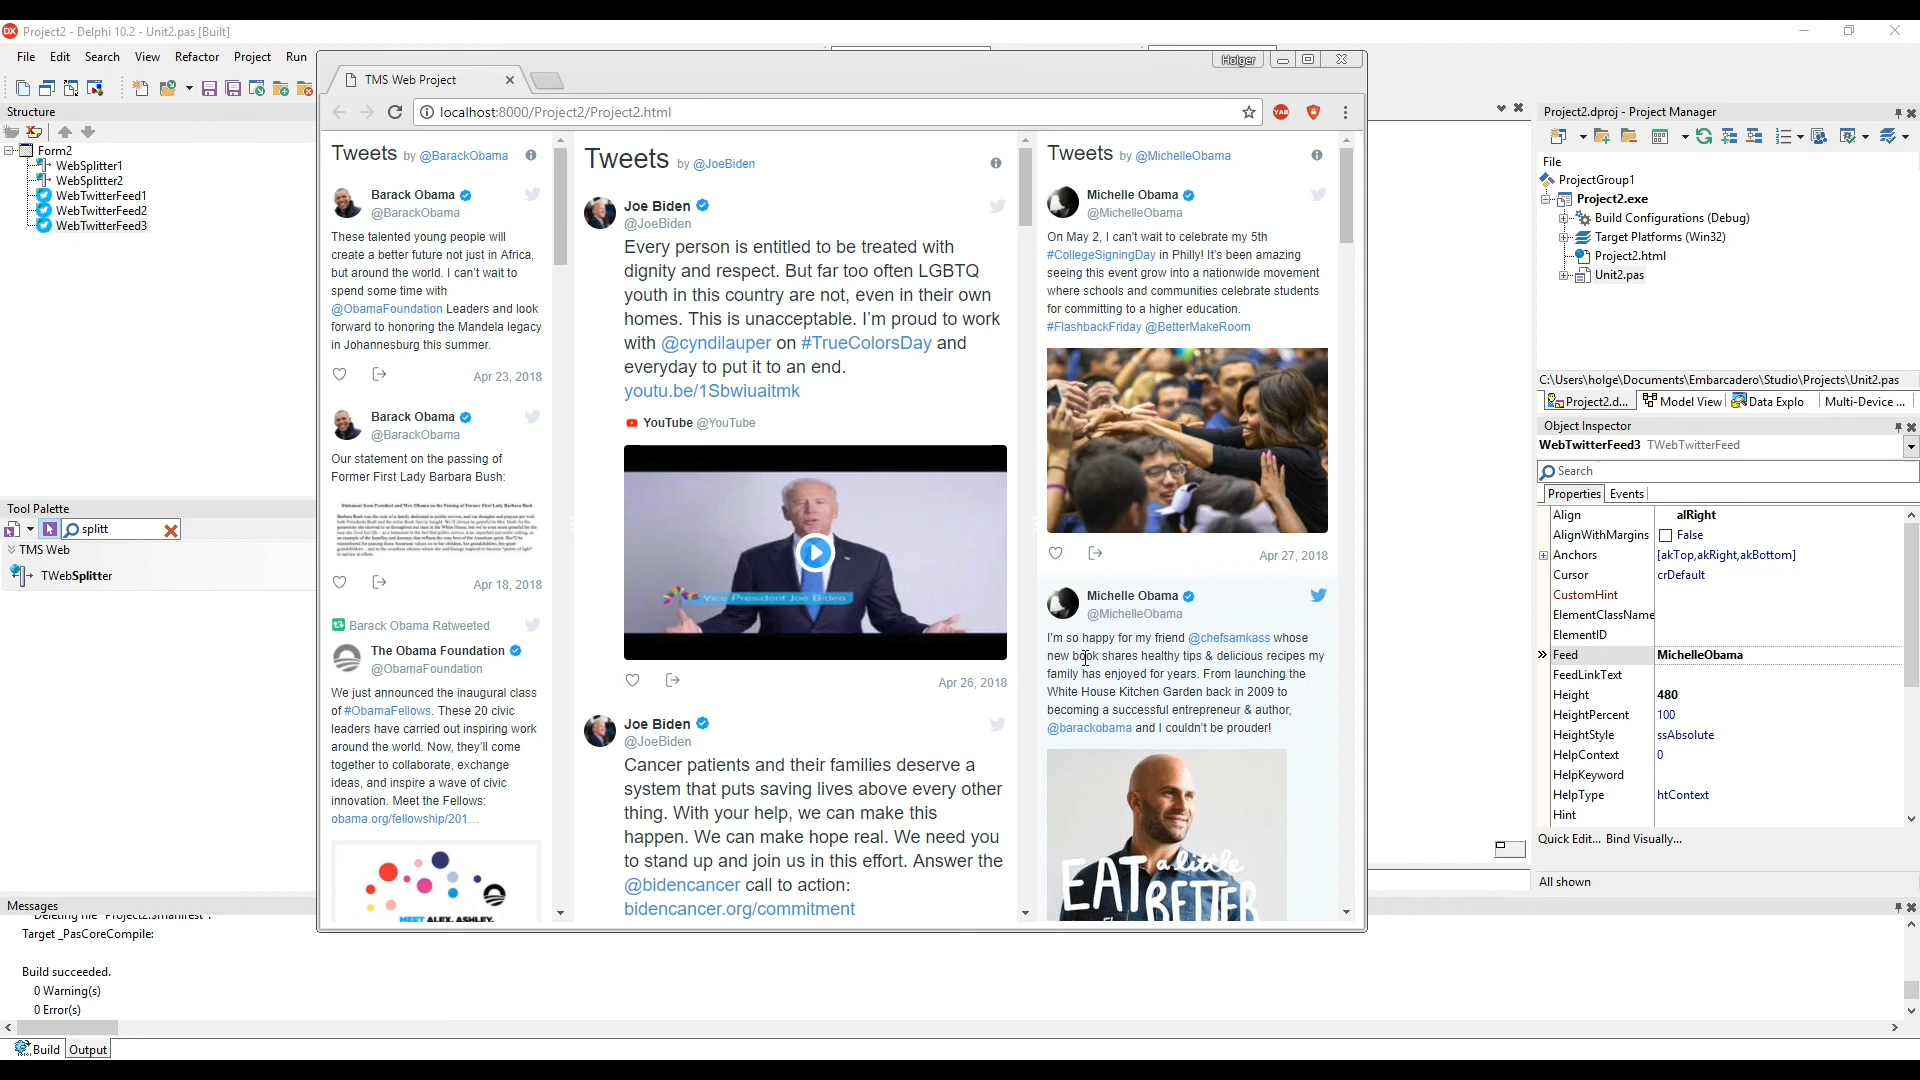 Project2 - Delphi 10.2 - Unit2.pas [Built]
File Edit Search View Refactor Project Run
Structure
Form2
WebSplitter1
WebSplitter2
WebTwitterFeed1
WebTwitterFeed2
WebTwitterFeed3
Tool Palette
splitt
TMS Web
TWebSplitter
Holger
TMS Web Project
localhost:8000/Project2/Project2.html
Tweets by @BarackObama
Barack Obama
@BarackObama
These talented young people will
create a better future not just in Africa,
but around the world. I can't wait to
spend some time with
@ObamaFoundation Leaders and look
forward to honoring the Mandela legacy
in Johannesburg this summer.
Apr 23, 2018
Barack Obama
@BarackObama
Our statement on the passing of
Former First Lady Barbara Bush:
Apr 18, 2018
Barack Obama Retweeted
The Obama Foundation
@ObamaFoundation
We just announced the inaugural class
of #ObamaFellows. These 20 civic
leaders have carried out inspiring work
around the world. Now, they'll come
together to collaborate, exchange
ideas, and inspire a wave of civic
innovation. Meet the Fellows:
obama.org/fellowship/201…
MEET ALEX, ASHLEY,
Tweets by @JoeBiden
Joe Biden
@JoeBiden
Every person is entitled to be treated with
dignity and respect. But far too often LGBTQ
youth in this country are not, even in their own
homes. This is unacceptable. I'm proud to work
with @cyndilauper on #TrueColorsDay and
everyday to put it to an end.
youtu.be/1Sbwiuaitmk
YouTube @YouTube
Vice President Joe Biden
Apr 26, 2018
Joe Biden
@JoeBiden
Cancer patients and their families deserve a
system that puts saving lives above every other
thing. With your help, we can make this
happen. We can make hope real. We need you
to stand up and join us in this effort. Answer the
@bidencancer call to action:
bidencancer.org/commitment
Tweets by @MichelleObama
Michelle Obama
@MichelleObama
On May 2, I can't wait to celebrate my 5th
#CollegeSigningDay in Philly! It's been amazing
seeing this event grow into a nationwide movement
where schools and communities celebrate students
for committing to a higher education.
#FlashbackFriday @BetterMakeRoom
Apr 27, 2018
Michelle Obama
@MichelleObama
I'm so happy for my friend @chefsamkass whose
new book shares healthy tips & delicious recipes my
family has enjoyed for years. From launching the
White House Kitchen Garden back in 2009 to
becoming a successful entrepreneur & author,
@barackobama and I couldn't be prouder!
EAT a little
BETTER
Project2.dproj - Project Manager
File
ProjectGroup1
Project2.exe
Build Configurations (Debug)
Target Platforms (Win32)
Project2.html
Unit2.pas
C:\Users\holge\Documents\Embarcadero\Studio\Projects\Unit2.pas
Project2.d... Model View Data Explo Multi-Device ...
Object Inspector
WebTwitterFeed3 TWebTwitterFeed
Search
Properties Events
Align alRight
AlignWithMargins False
Anchors [akTop,akRight,akBottom]
Cursor crDefault
CustomHint
ElementClassName
ElementID
Feed MichelleObama
FeedLinkText
Height 480
HeightPercent 100
HeightStyle ssAbsolute
HelpContext 0
HelpKeyword
HelpType htContext
Hint
Quick Edit... Bind Visually...
All shown
Messages
Target _PasCoreCompile:
Build succeeded.
0 Warning(s)
0 Error(s)
Build Output